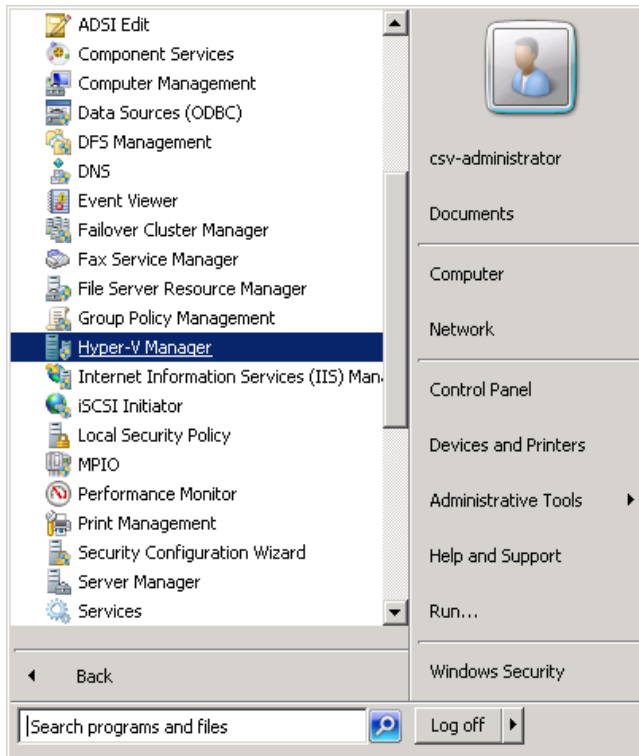 ADSI Edit
Component Services
Computer Management
Data Sources (ODBC)
DFS Management
DNS
Event Viewer
Failover Cluster Manager
Fax Service Manager
File Server Resource Manager
Group Policy Management
Hyper-V Manager
Internet Information Services (IIS) Man
iSCSI Initiator
Local Security Policy
MPIO
Performance Monitor
Print Management
Security Configuration Wizard
Server Manager
Services
Back
Search programs and files
csv-administrator
Documents
Computer
Network
Control Panel
Devices and Printers
Administrative Tools
Help and Support
Run...
Windows Security
Log off